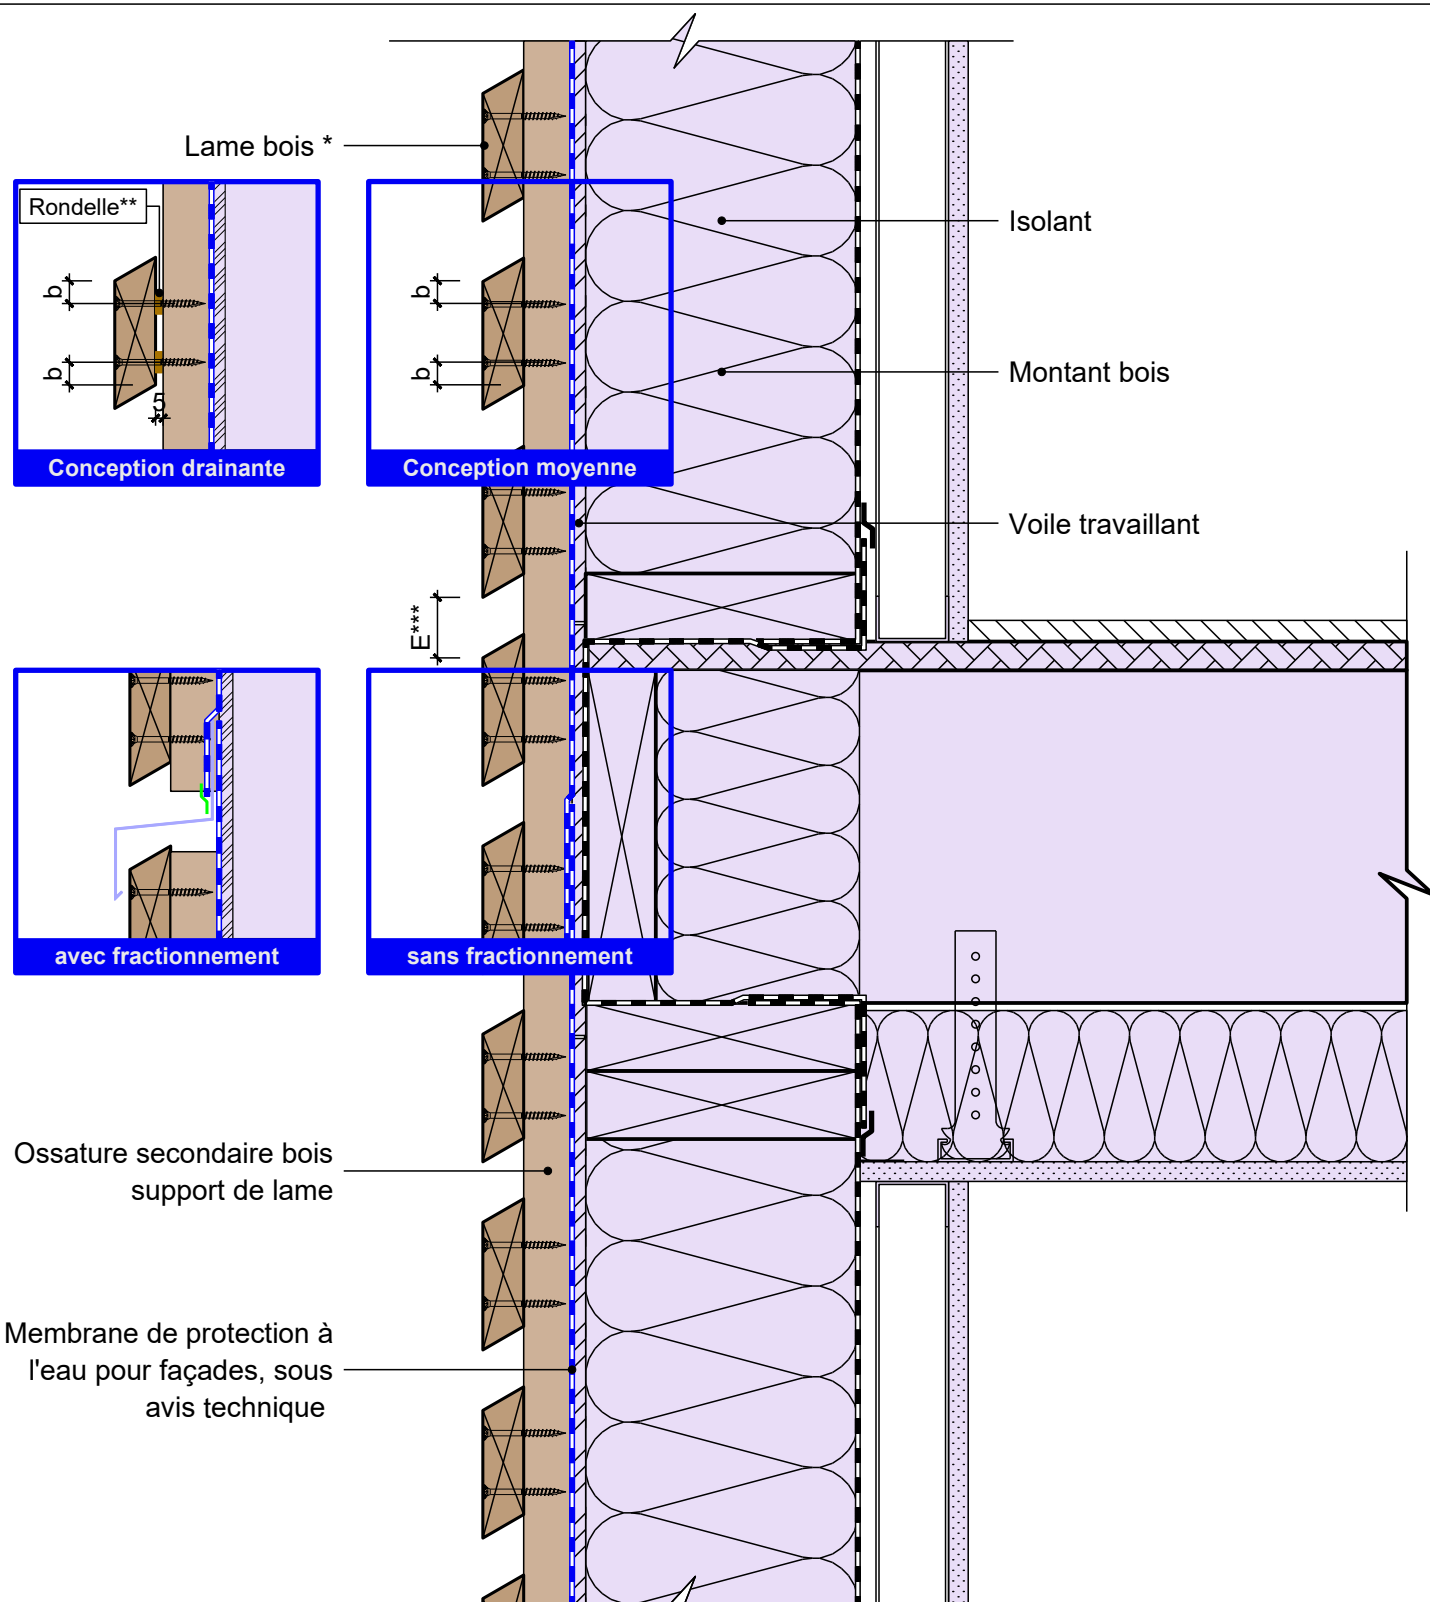 Lame bois *
Rondelle**
b
b
5
Conception drainante
b
b
Conception moyenne
Isolant
Montant bois
Voile travaillant
E***
avec fractionnement
sans fractionnement
Ossature secondaire bois
support de lame
Membrane de protection à
l'eau pour façades, sous
avis technique